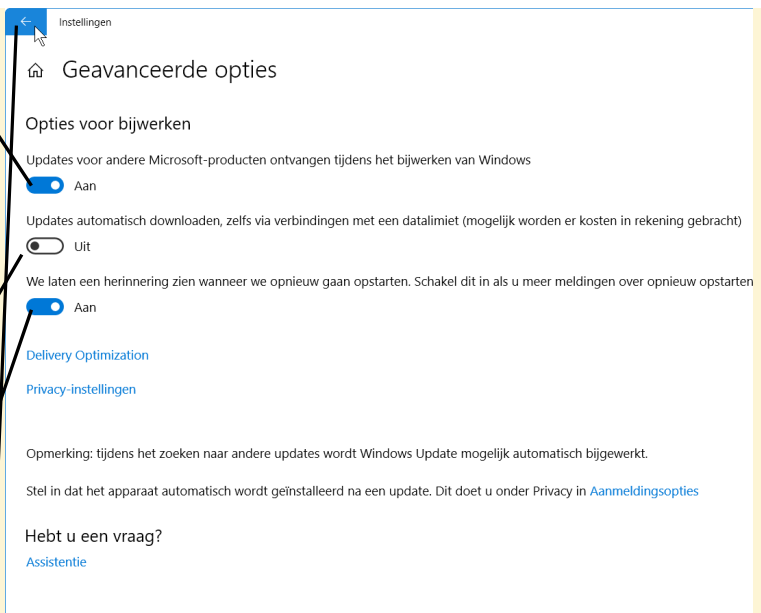 Instellingen
Geavanceerde opties
Opties voor bijwerken
Updates voor andere Microsoft-producten ontvangen tijdens het bijwerken van Windows
Aan
Updates automatisch downloaden, zelfs via verbindingen met een datalimiet (mogelijk worden er kosten in rekening gebracht)
Uit
We laten een herinnering zien wanneer we opnieuw gaan opstarten. Schakel dit in als u meer meldingen over opnieuw opstarten
Aan
Delivery Optimization
Privacy-instellingen
Opmerking: tijdens het zoeken naar andere updates wordt Windows Update mogelijk automatisch bijgewerkt.
Stel in dat het apparaat automatisch wordt geïnstalleerd na een update. Dit doet u onder Privacy in Aanmeldingsopties
Hebt u een vraag?
Assistentie